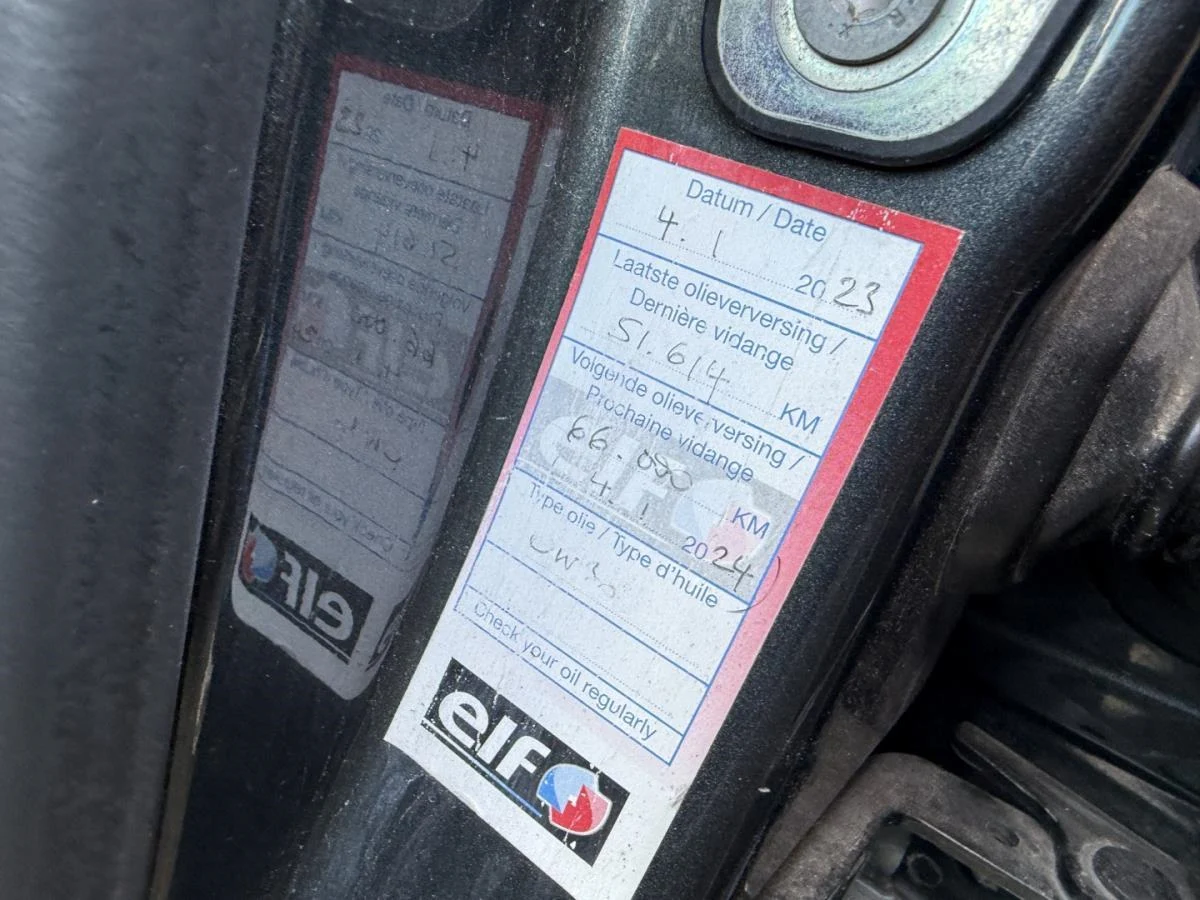 Datum / Date
4. 1 2023
Laatste olieverversing /
Dernière vidange
51.614 KM
Volgende olieverversing /
Prochaine vidange
66.000 KM
4. 1 2024
Type olie / Type d'huile
Check your oil regularly
elf